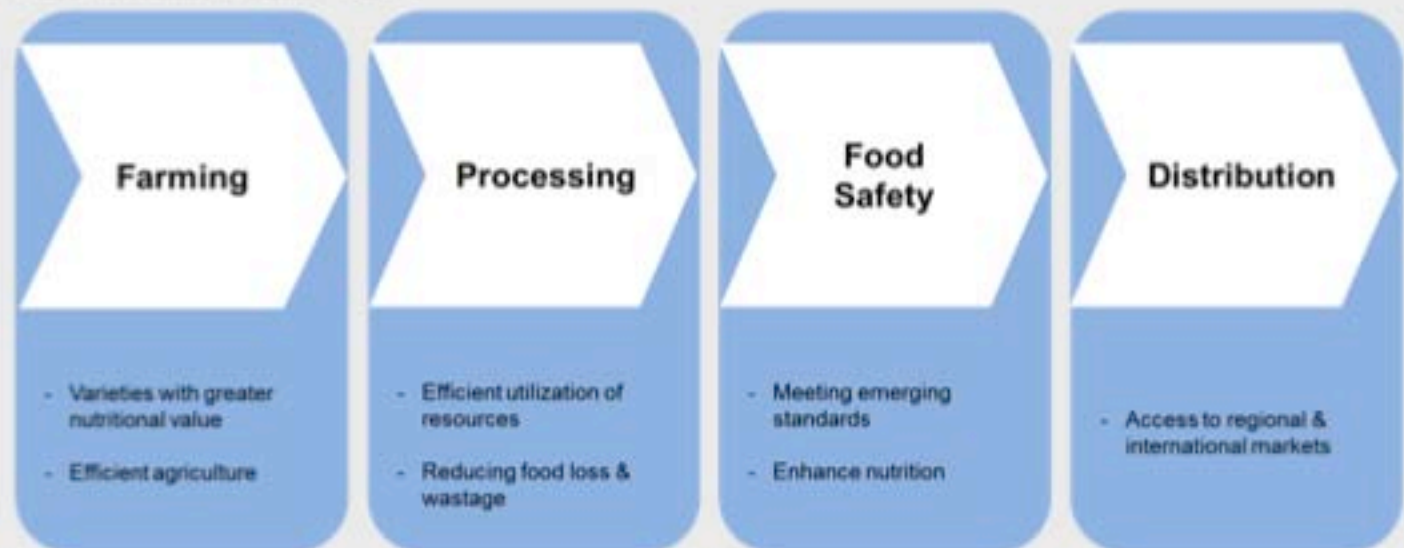 Farming
- Varieties with greater
nutritional value
- Efficient agriculture
Processing
- Efficient utilization of
resources
- Reducing food loss &
wastage
Food
Safety
- Meeting emerging
standards
- Enhance nutrition
Distribution
- Access to regional &
international markets